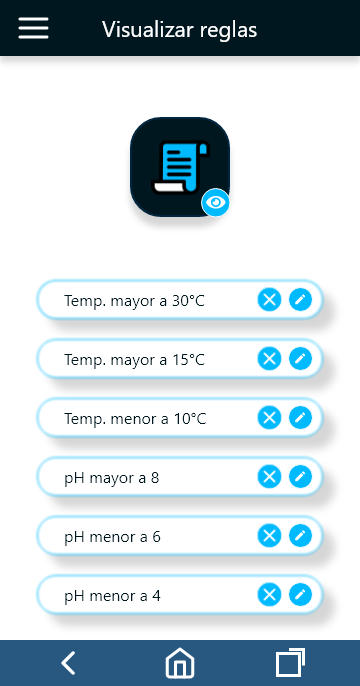 Visualizar reglas
Temp. mayor a 30°C
Temp. mayor a 15°C
Temp. menor a 10°C
pH mayor a 8
pH menor a 6
pH menor a 4